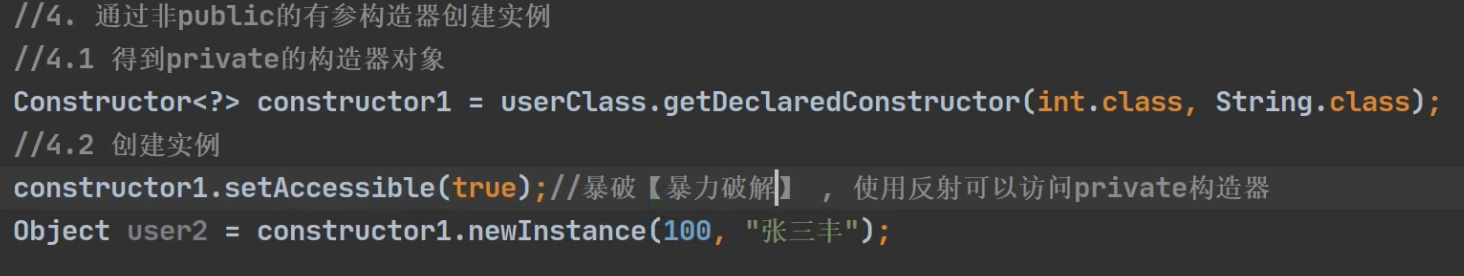 //4. 通过非public的有参构造器创建实例
//4.1 得到private的构造器对象
Constructor<?> constructor1 = userClass.getDeclaredConstructor(int.class, String.class);
//4.2 创建实例
constructor1.setAccessible(true);//暴破【暴力破解】 , 使用反射可以访问private构造器
Object user2 = constructor1.newInstance(100, "张三丰");